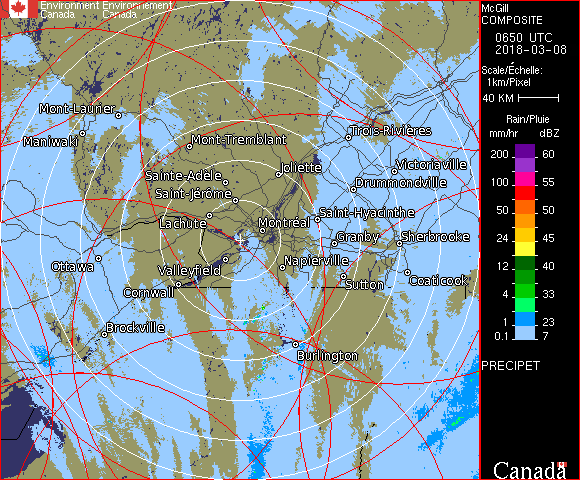 Environment Environnement
Canada Canada
McGill
COMPOSITE
0650 UTC
2018-03-08
Scale/Échelle:
1km/Pixel
40 KM
Rain/Pluie
mm/hr dBZ
200 60
100 55
50 50
24 45
12 40
4 33
1 23
0.1 7
PRECIPET
Canada
Mont-Laurier
Maniwaki
Mont-Tremblant
Trois-Rivières
Sainte-Adèle
Joliette
Victoriaville
Saint-Jérôme
Drummondville
Lachute
Montréal
Saint-Hyacinthe
Granby
Sherbrooke
Ottawa
Valleyfield
Napierville
Cornwall
Sutton
Coaticook
Brockville
Burlington